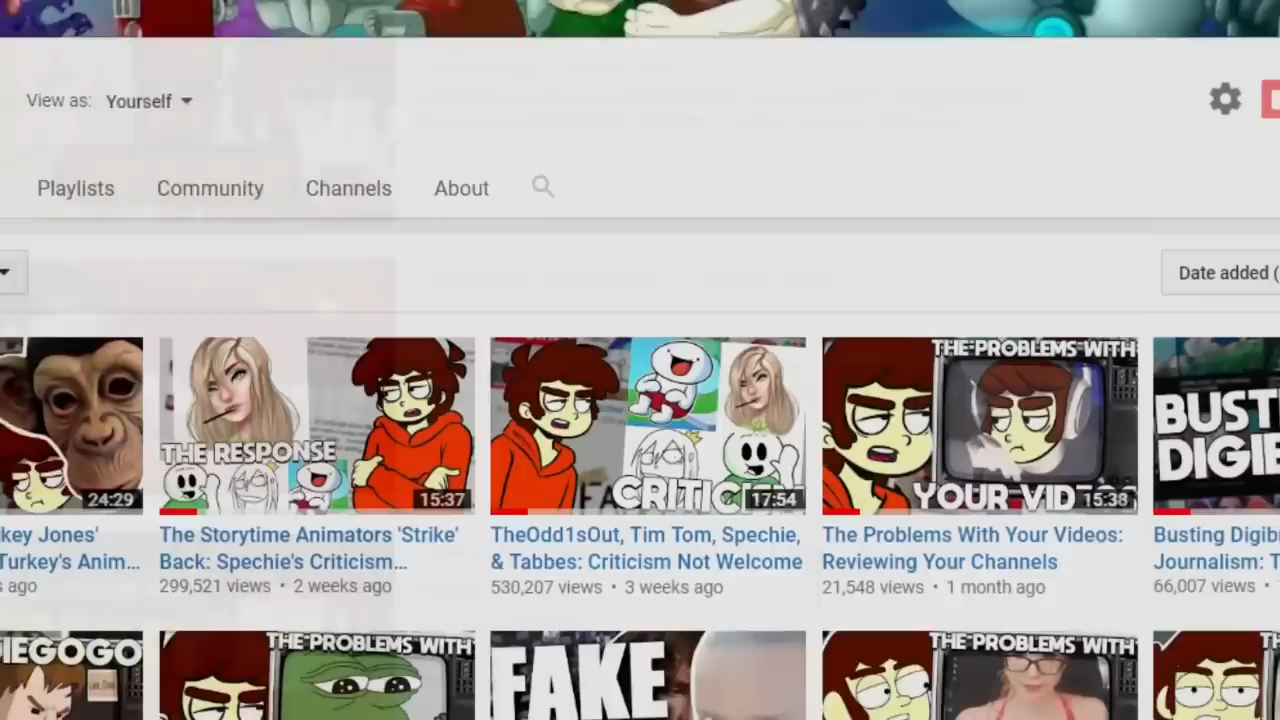 View as: Yourself
Playlists Community Channels About
Date added (
THE RESPONSE
CRITIC
THE PROBLEMS WITH
YOUR VID
BUST
DIGIB
24:29
15:37
17:54
15:38
key Jones'
Turkey's Anim...
s ago
The Storytime Animators 'Strike'
Back: Spechie's Criticism...
299,521 views • 2 weeks ago
TheOdd1sOut, Tim Tom, Spechie,
& Tabbes: Criticism Not Welcome
530,207 views • 3 weeks ago
The Problems With Your Videos:
Reviewing Your Channels
21,548 views • 1 month ago
Busting Digib
Journalism: T
66,007 views •
IEGOGO
THE PROBLEMS WITH
FAKE
THE PROBLEMS WITH